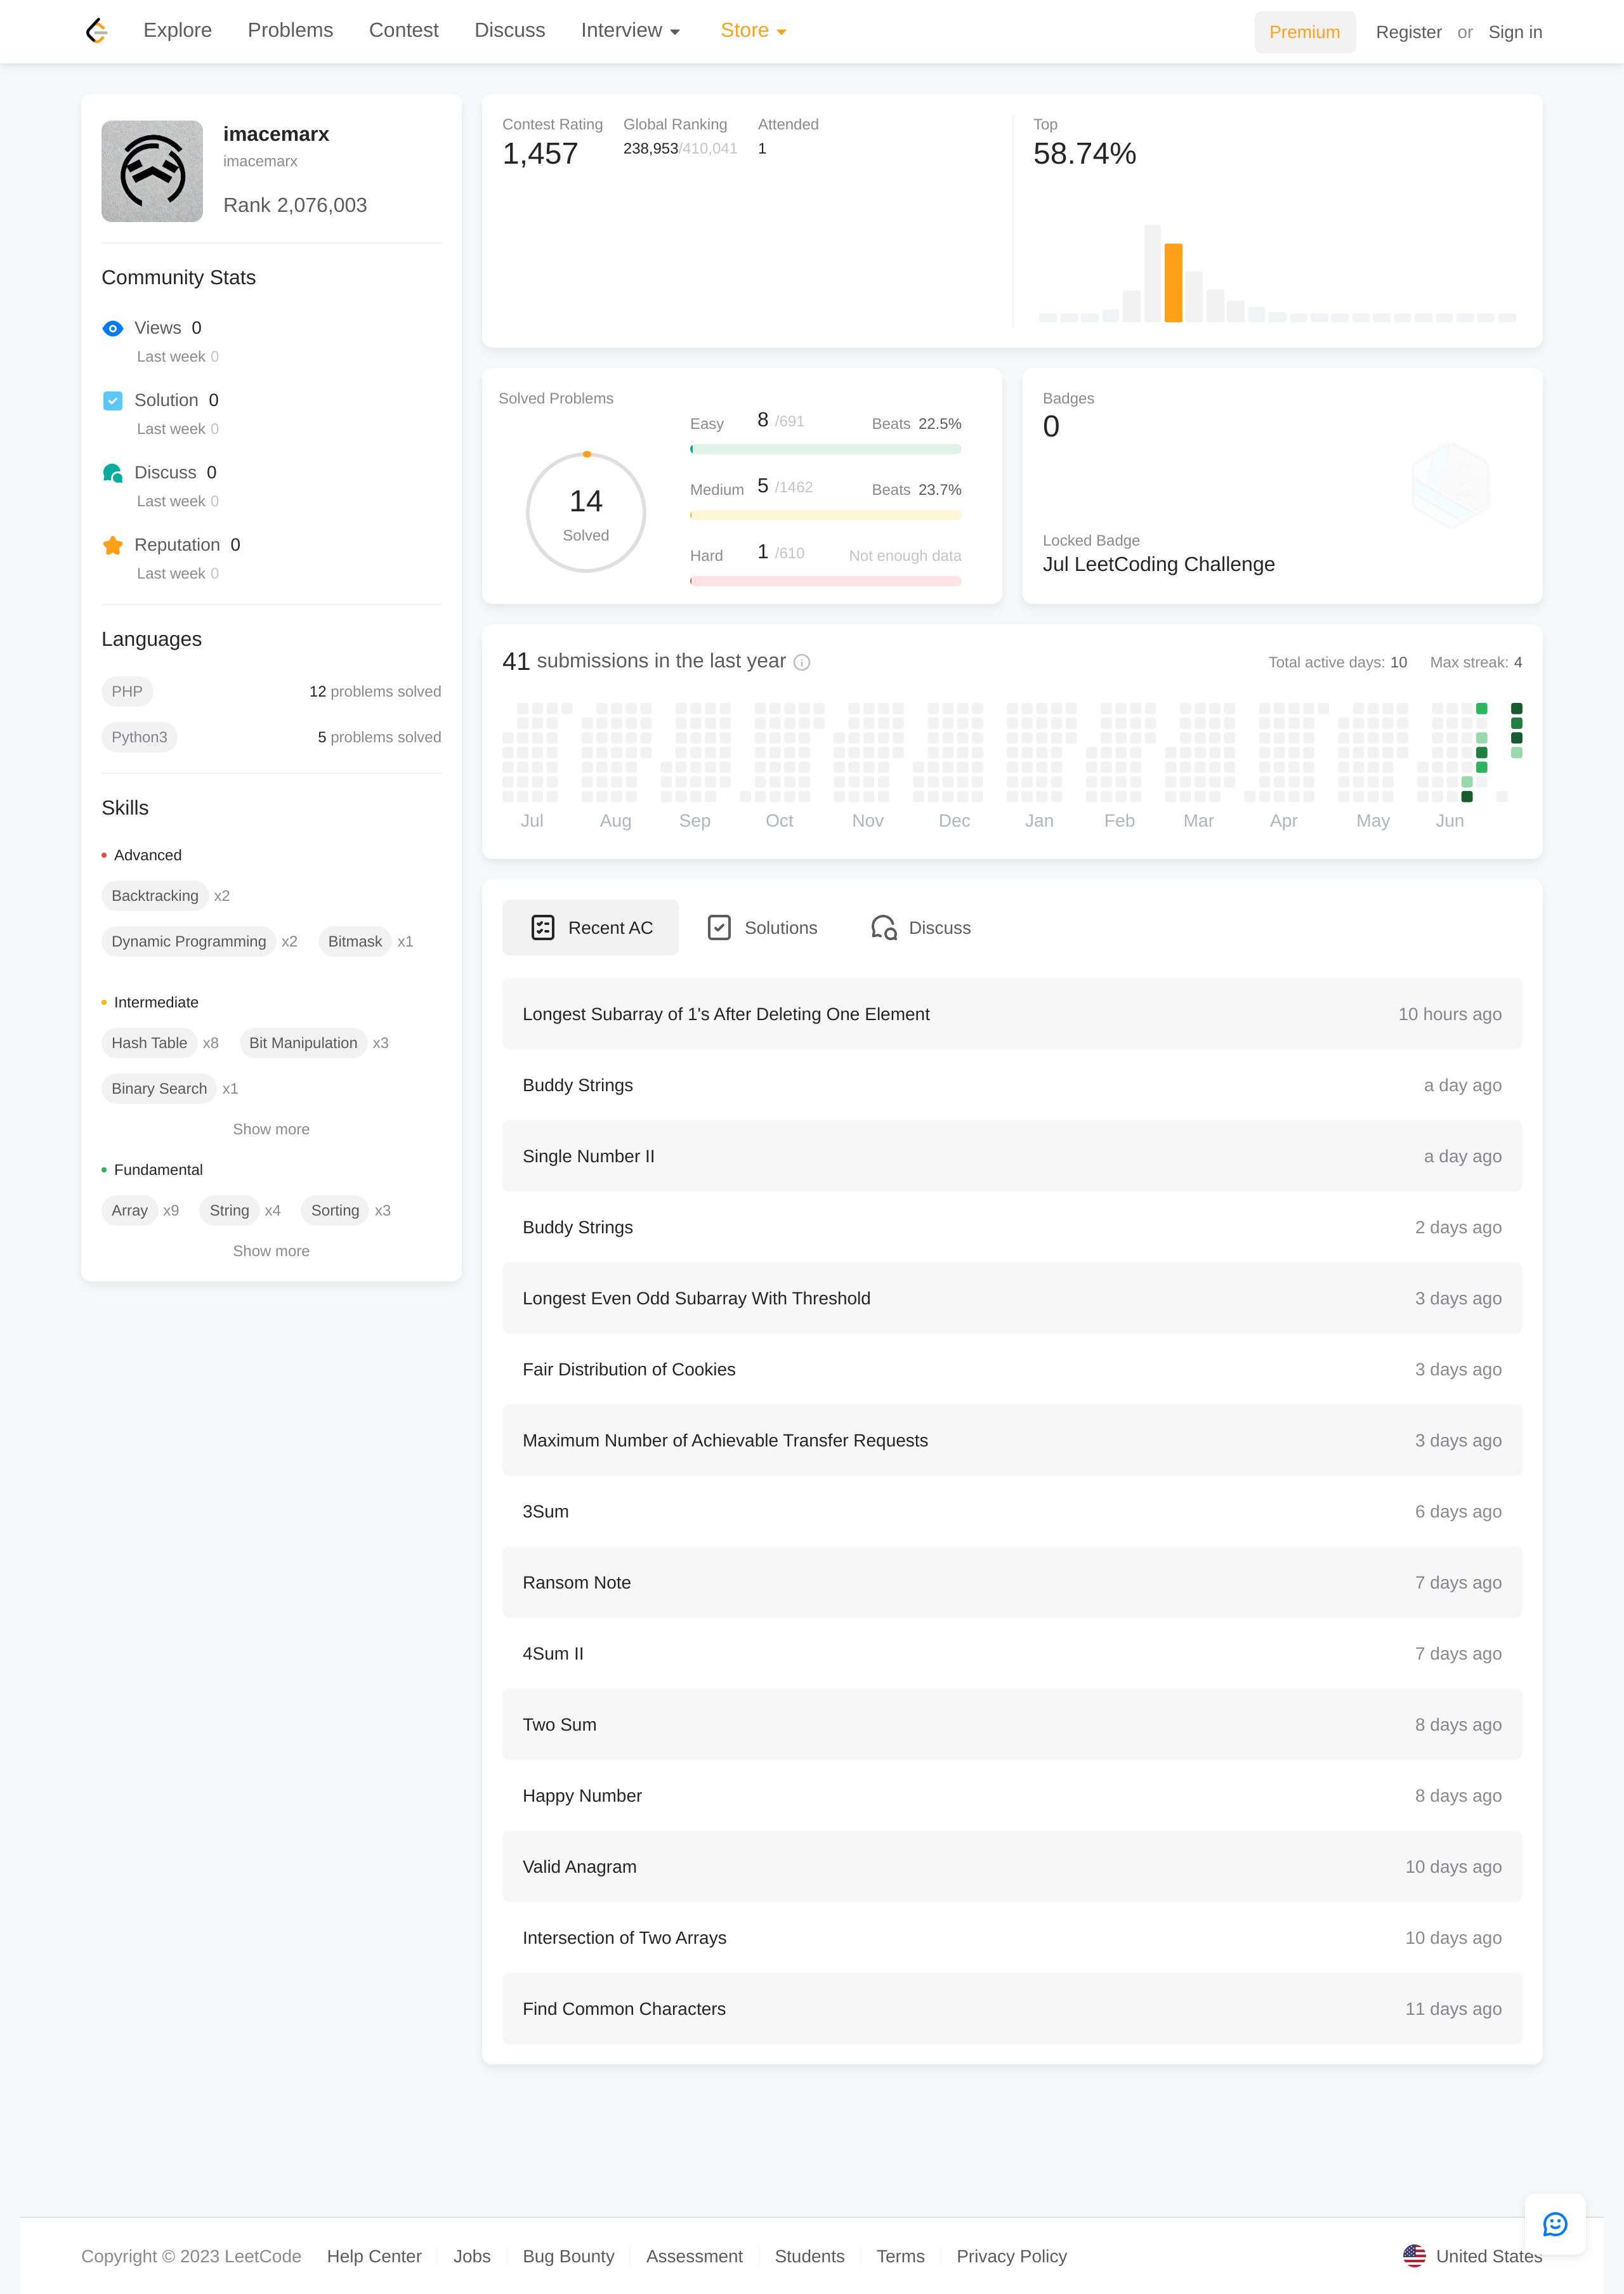 Explore Problems Contest Discuss Interview Store Premium Register or Sign in
imacemarx
imacemarx
Rank 2,076,003
Community Stats
Views 0
Last week 0
Solution 0
Last week 0
Discuss 0
Last week 0
Reputation 0
Last week 0
Languages
PHP 12 problems solved
Python3 5 problems solved
Skills
Advanced
Backtracking x2
Dynamic Programming x2 Bitmask x1
Intermediate
Hash Table x8 Bit Manipulation x3
Binary Search x1
Show more
Fundamental
Array x9 String x4 Sorting x3
Show more
Contest Rating Global Ranking Attended
1,457 238,953/410,041 1
Top
58.74%
Solved Problems
14
Solved
Easy 8 /691 Beats 22.5%
Medium 5 /1462 Beats 23.7%
Hard 1 /610 Not enough data
Badges
0
Locked Badge
Jul LeetCoding Challenge
41 submissions in the last year Total active days: 10 Max streak: 4
Jul Aug Sep Oct Nov Dec Jan Feb Mar Apr May Jun
Recent AC Solutions Discuss
Longest Subarray of 1's After Deleting One Element 10 hours ago
Buddy Strings a day ago
Single Number II a day ago
Buddy Strings 2 days ago
Longest Even Odd Subarray With Threshold 3 days ago
Fair Distribution of Cookies 3 days ago
Maximum Number of Achievable Transfer Requests 3 days ago
3Sum 6 days ago
Ransom Note 7 days ago
4Sum II 7 days ago
Two Sum 8 days ago
Happy Number 8 days ago
Valid Anagram 10 days ago
Intersection of Two Arrays 10 days ago
Find Common Characters 11 days ago
Copyright © 2023 LeetCode Help Center Jobs Bug Bounty Assessment Students Terms Privacy Policy United States